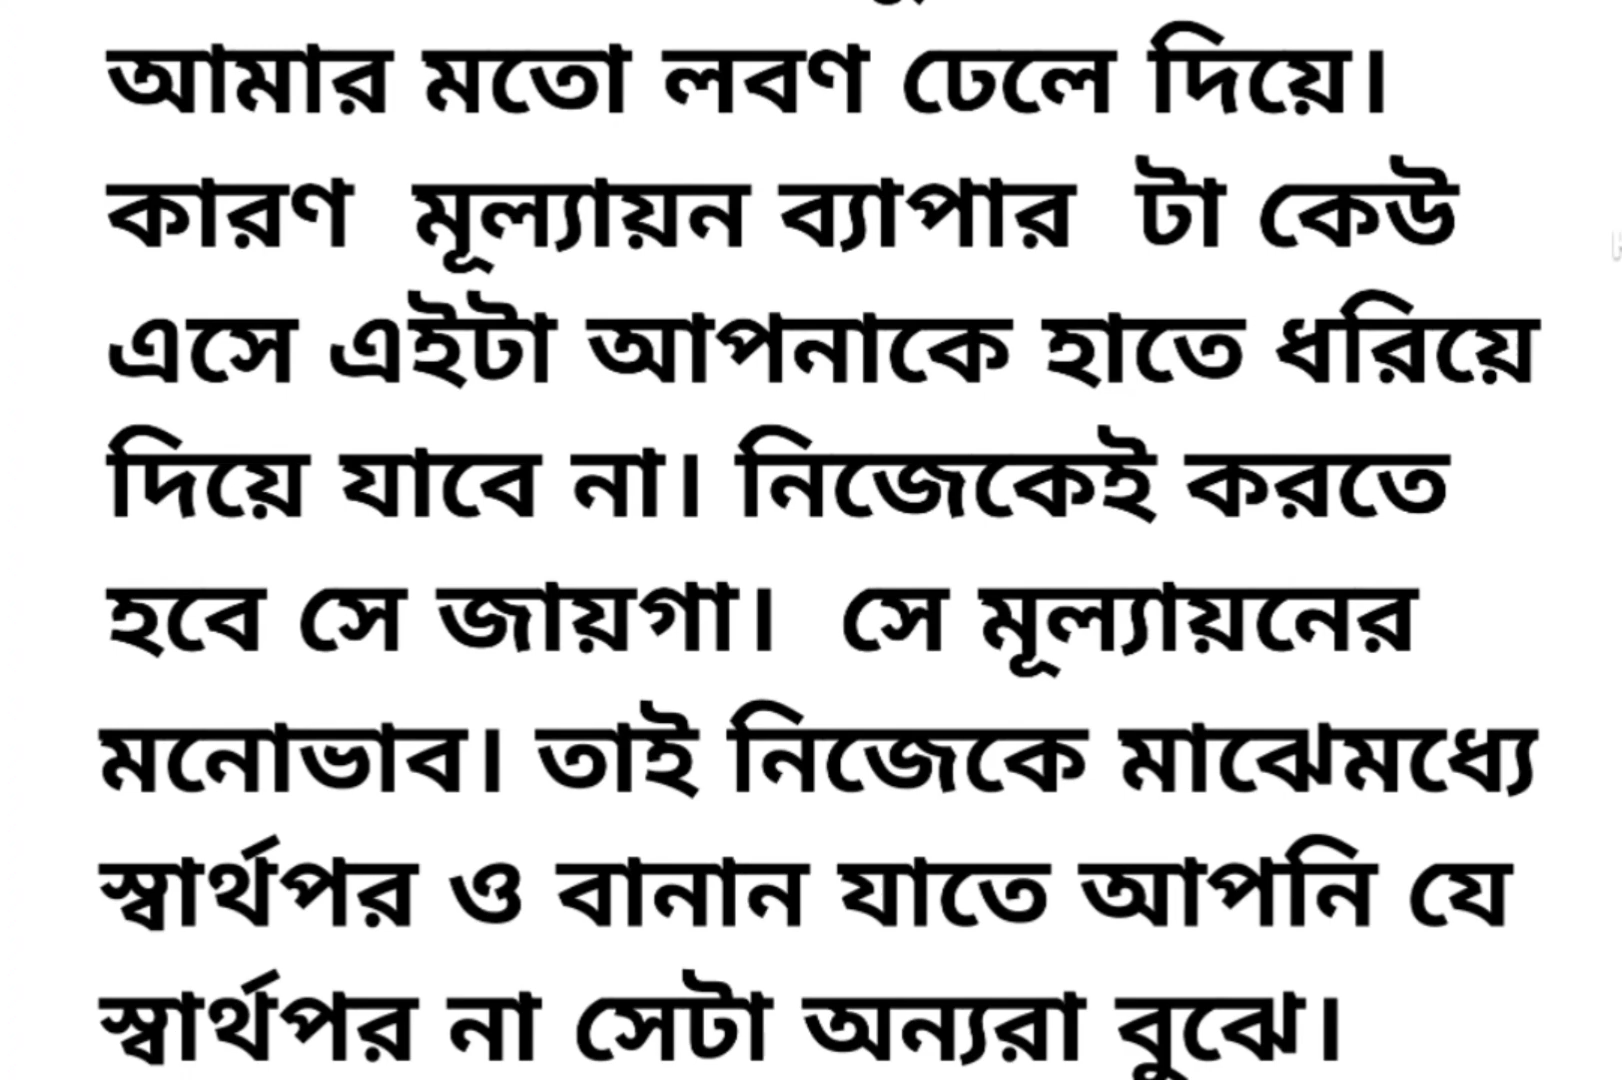 আমার মতো লবণ ঢেলে দিয়ে।
কারণ মূল্যায়ন ব্যাপার টা কেউ
এসে এইটা আপনাকে হাতে ধরিয়ে
দিয়ে যাবে না। নিজেকেই করতে
হবে সে জায়গা। সে মূল্যায়নের
মনোভাব। তাই নিজেকে মাঝেমধ্যে
স্বার্থপর ও বানান যাতে আপনি যে
স্বার্থপর না সেটা অন্যরা বুঝে।